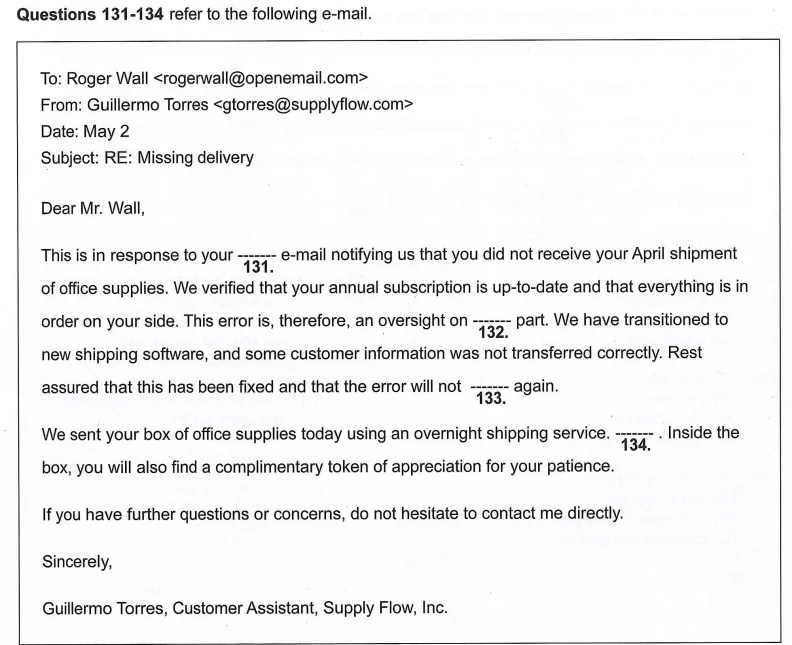 Questions 131-134 refer to the following e-mail.
To: Roger Wall <rogerwall@openemail.com>
From: Guillermo Torres <gtorres@supplyflow.com>
Date: May 2
Subject: RE: Missing delivery
Dear Mr. Wall,
This is in response to your ------- e-mail notifying us that you did not receive your April shipment
131.
of office supplies. We verified that your annual subscription is up-to-date and that everything is in
order on your side. This error is, therefore, an oversight on ------- part. We have transitioned to
132.
new shipping software, and some customer information was not transferred correctly. Rest
assured that this has been fixed and that the error will not ------- again.
133.
We sent your box of office supplies today using an overnight shipping service. ------- . Inside the
134.
box, you will also find a complimentary token of appreciation for your patience.
If you have further questions or concerns, do not hesitate to contact me directly.
Sincerely,
Guillermo Torres, Customer Assistant, Supply Flow, Inc.